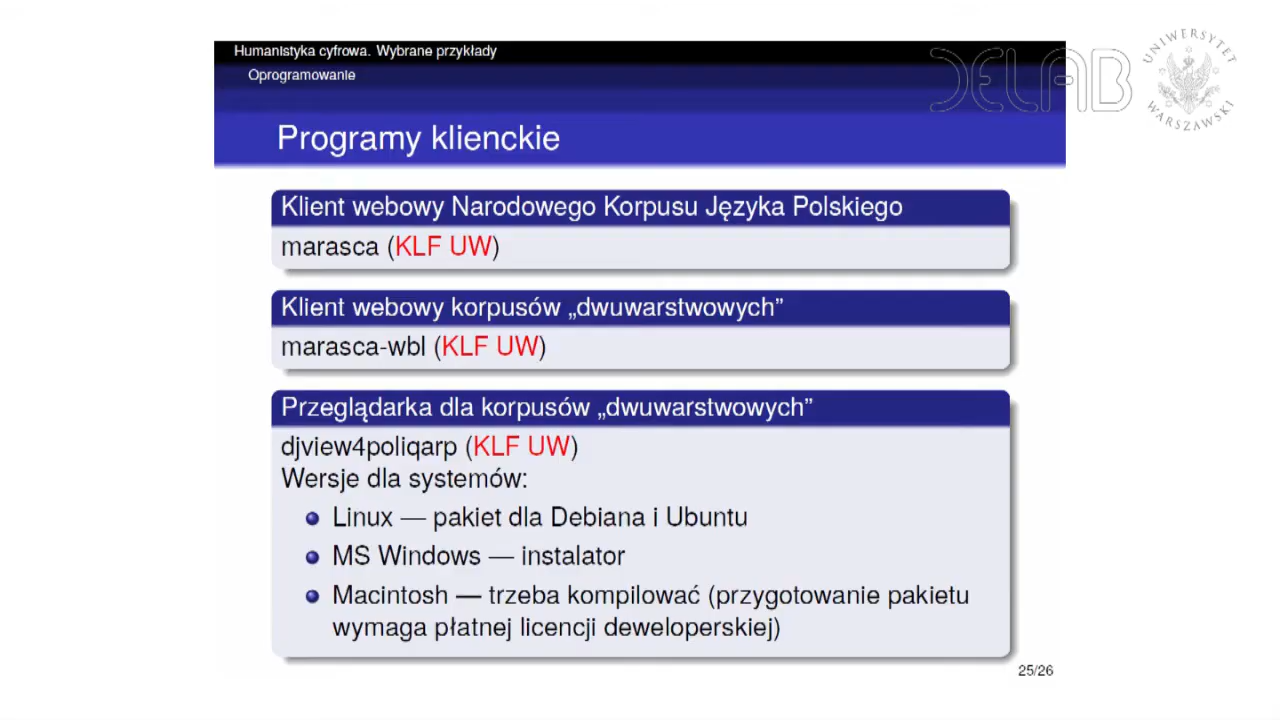 Humanistyka cyfrowa. Wybrane przykłady
Oprogramowanie
DELAB
UNIWERSYTET
WARSZAWSKI
Programy klienckie
Klient webowy Narodowego Korpusu Języka Polskiego
marasca (KLF UW)
Klient webowy korpusów „dwuwarstwowych”
marasca-wbl (KLF UW)
Przeglądarka dla korpusów „dwuwarstwowych”
djview4poliqarp (KLF UW)
Wersje dla systemów:
Linux — pakiet dla Debiana i Ubuntu
MS Windows — instalator
Macintosh — trzeba kompilować (przygotowanie pakietu
wymaga płatnej licencji deweloperskiej)
25/26